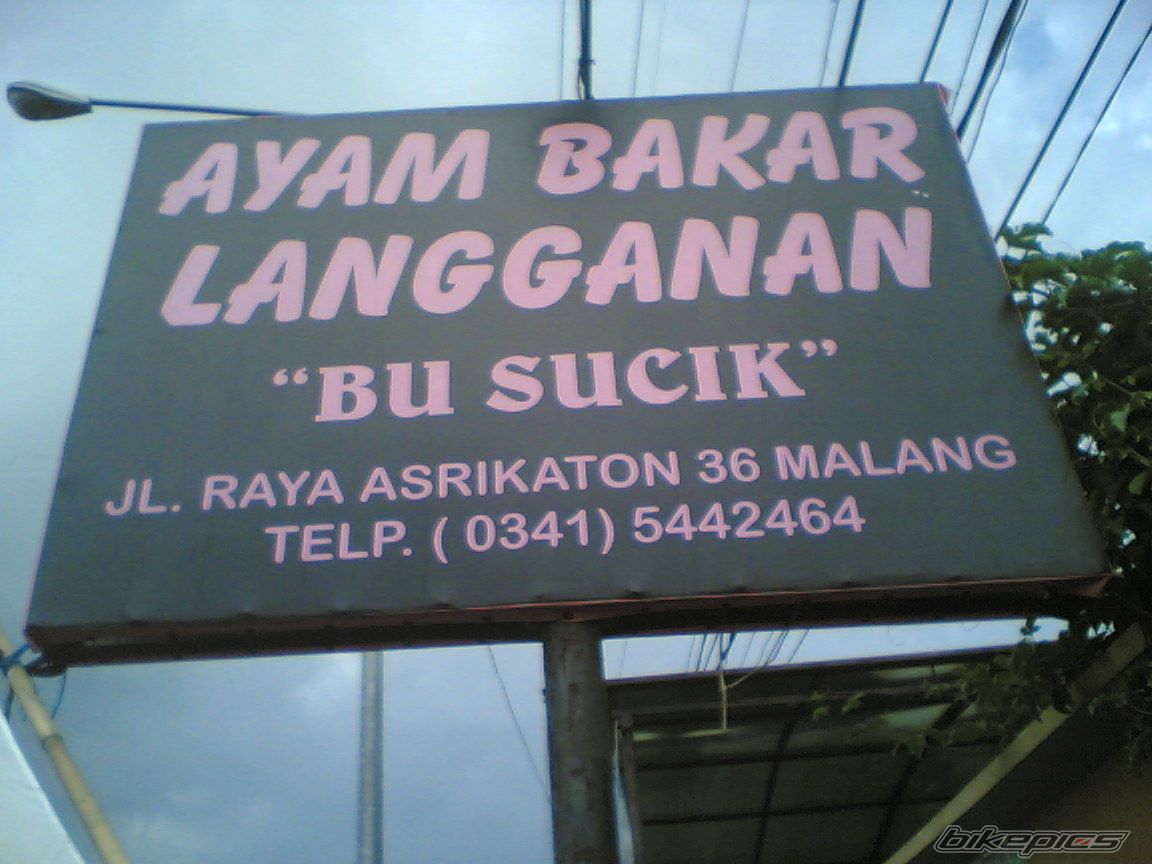 AYAM BAKAR
LANGGANAN
“BU SUCIK”
JL. RAYA ASRIKATON 36 MALANG
TELP. ( 0341) 5442464
bikepics